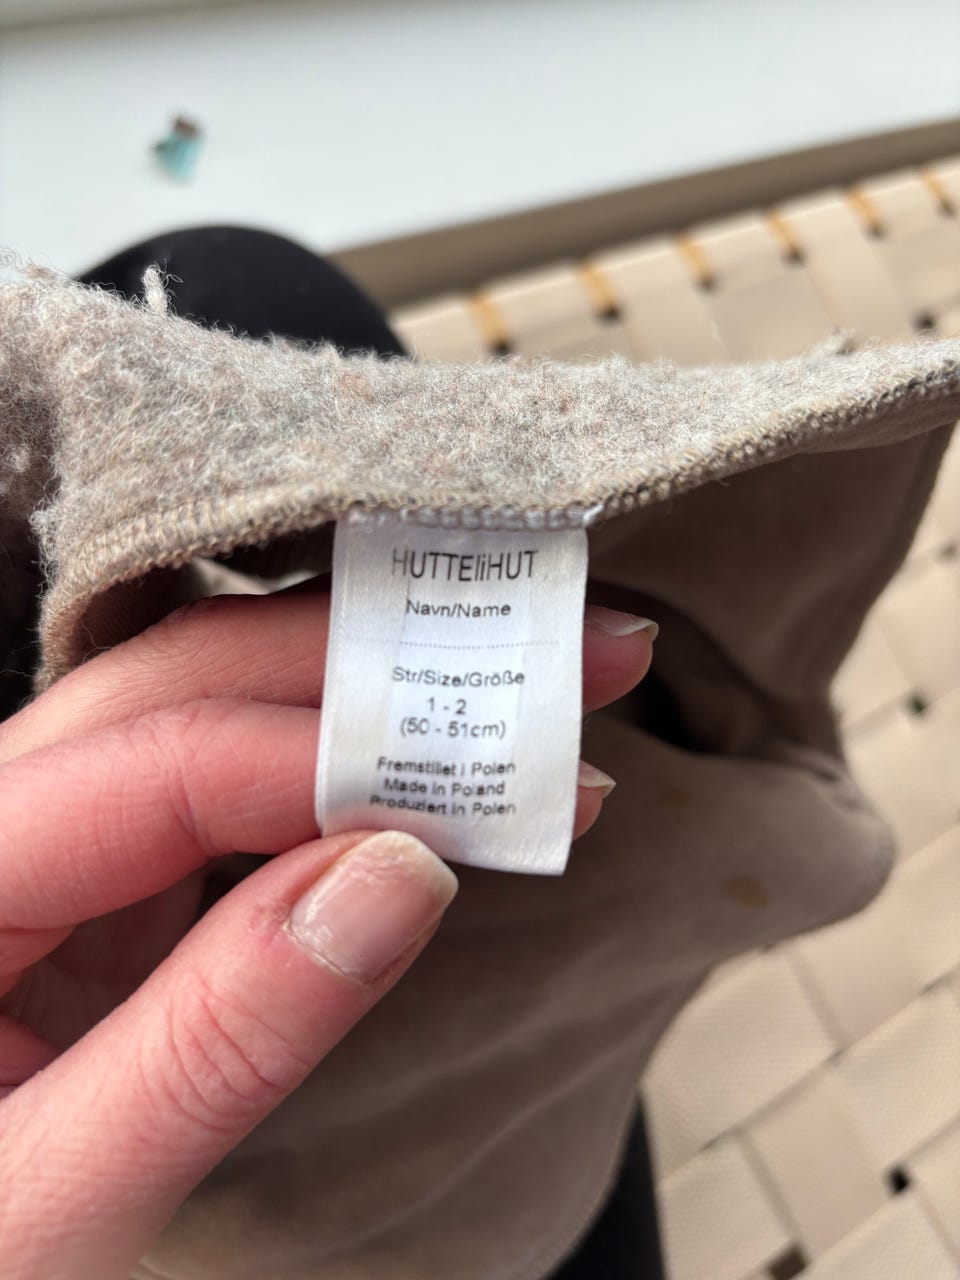 HUTTEliHUT
Navn/Name
Str/Size/Größe
1 - 2
(50 - 51cm)
Fremstillet i Polen
Made in Poland
Produziert in Polen